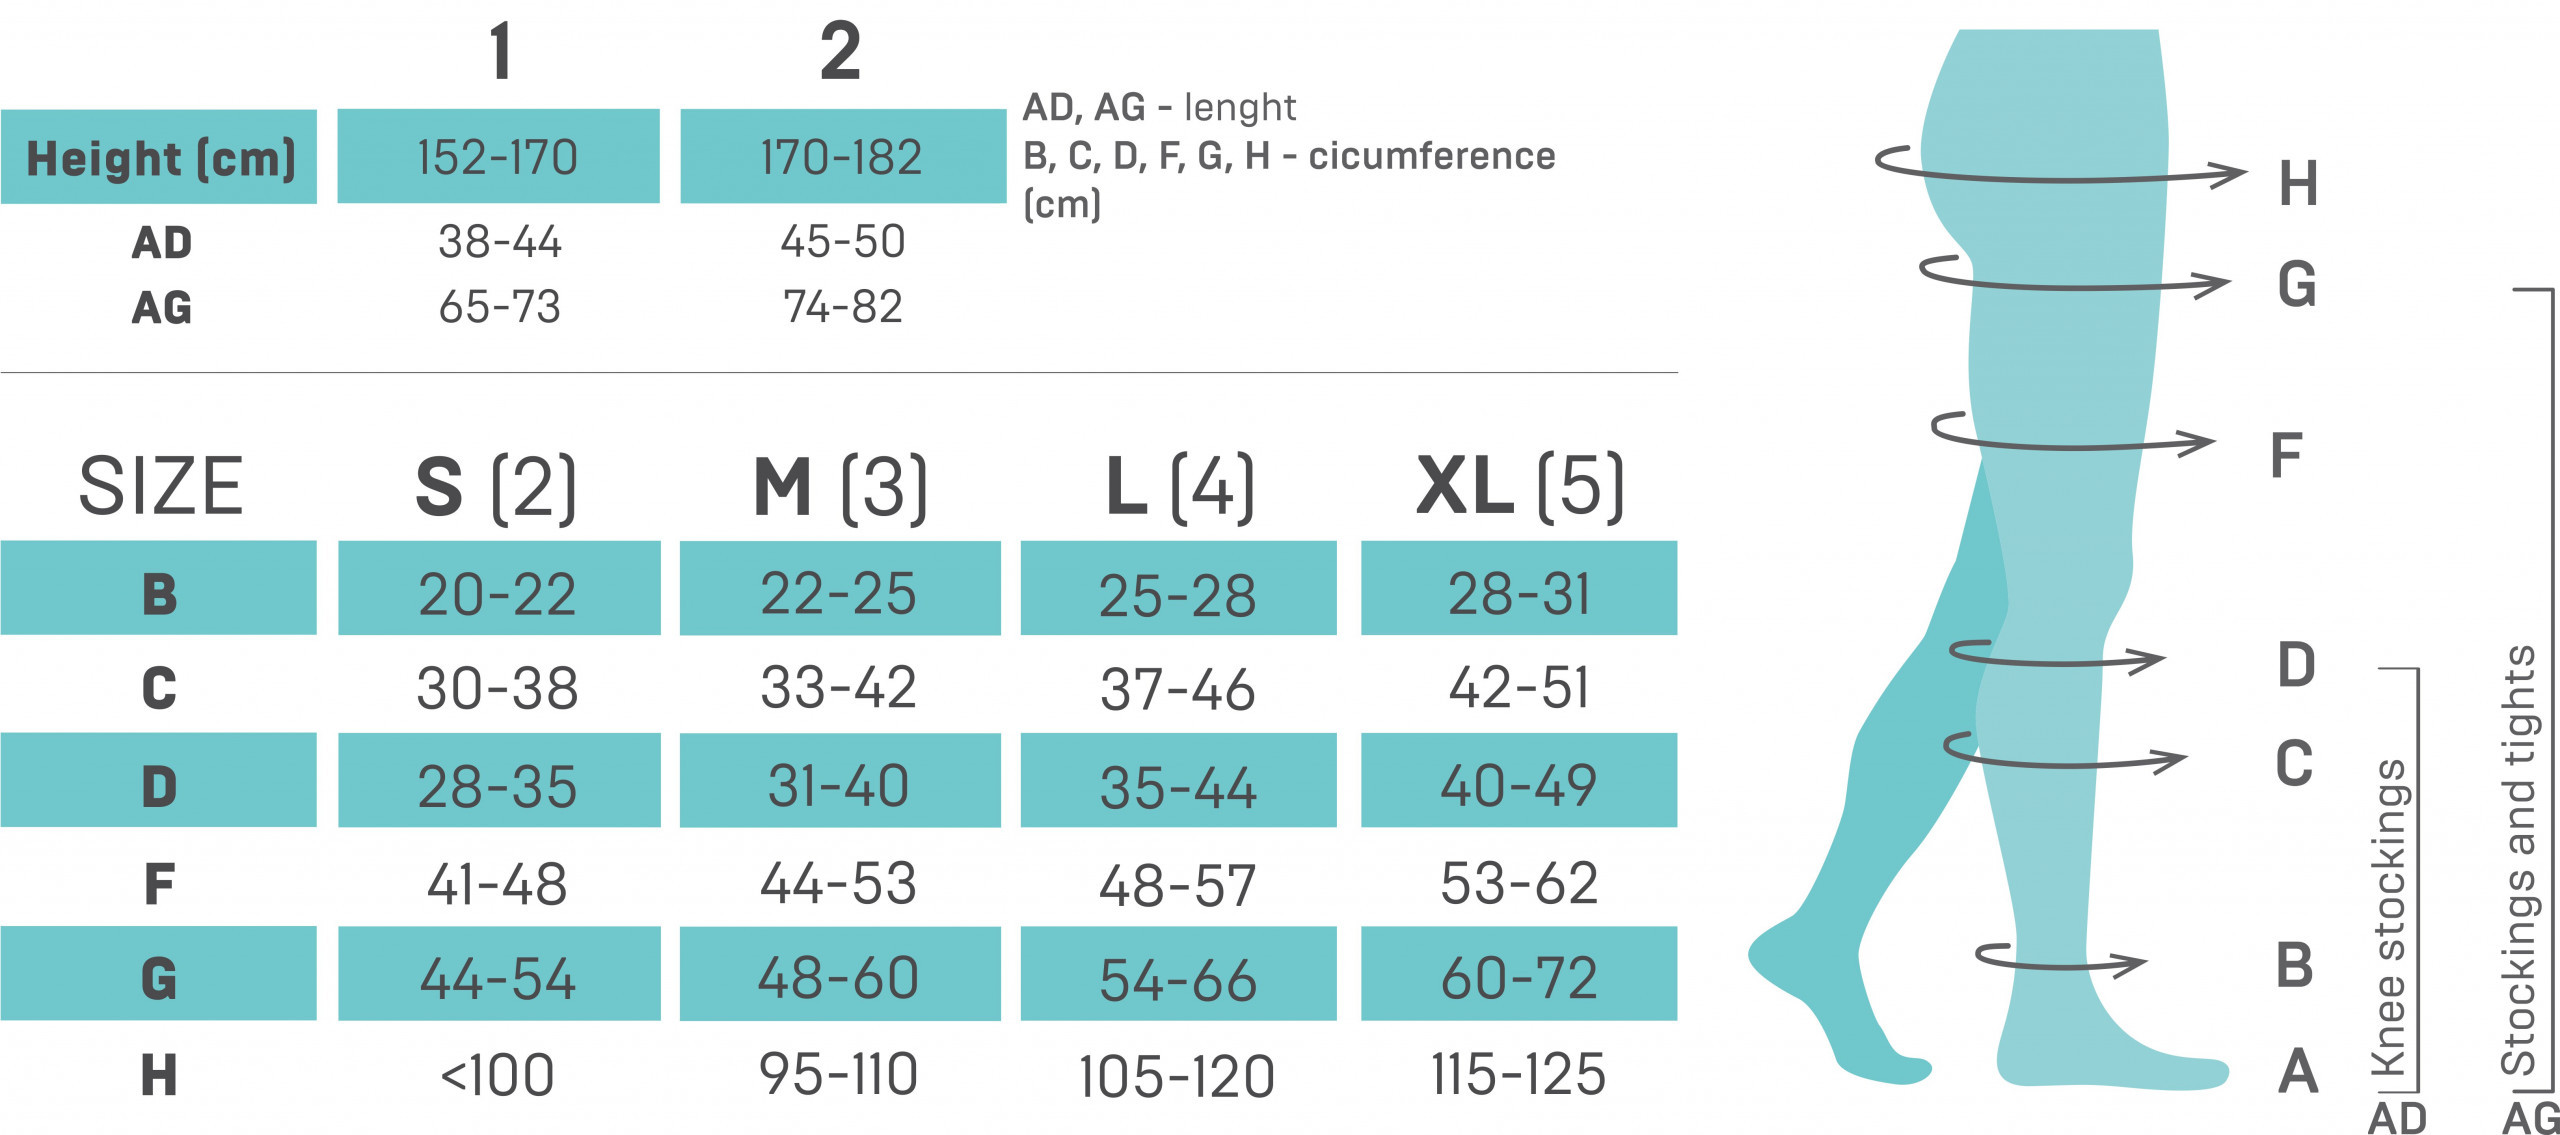 1 2
Height (cm) 152-170 170-182
AD 38-44 45-50
AG 65-73 74-82
AD, AG - lenght
B, C, D, F, G, H - cicumference
(cm)
SIZE S (2) M (3) L (4) XL (5)
B 20-22 22-25 25-28 28-31
C 30-38 33-42 37-46 42-51
D 28-35 31-40 35-44 40-49
F 41-48 44-53 48-57 53-62
G 44-54 48-60 54-66 60-72
H <100 95-110 105-120 115-125
H
G
F
D
C
B
A
Knee stockings
AD
Stockings and tights
AG